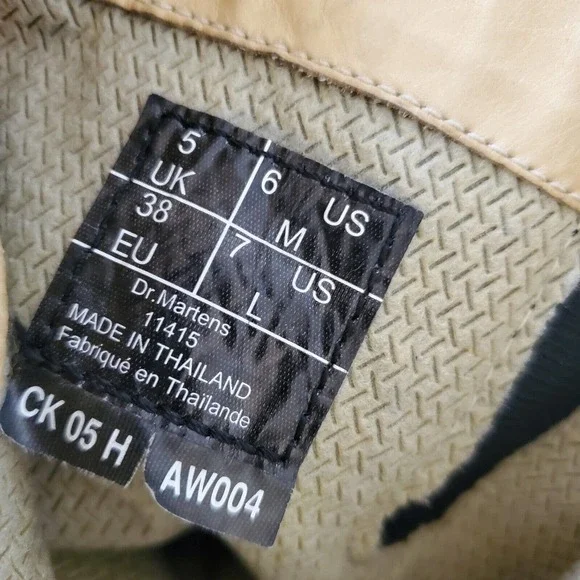 5
UK
6
US
M
38
EU
7
US
L
Dr.Martens
11415
MADE IN THAILAND
Fabriqué en Thaïlande
CK 05 H
AW004